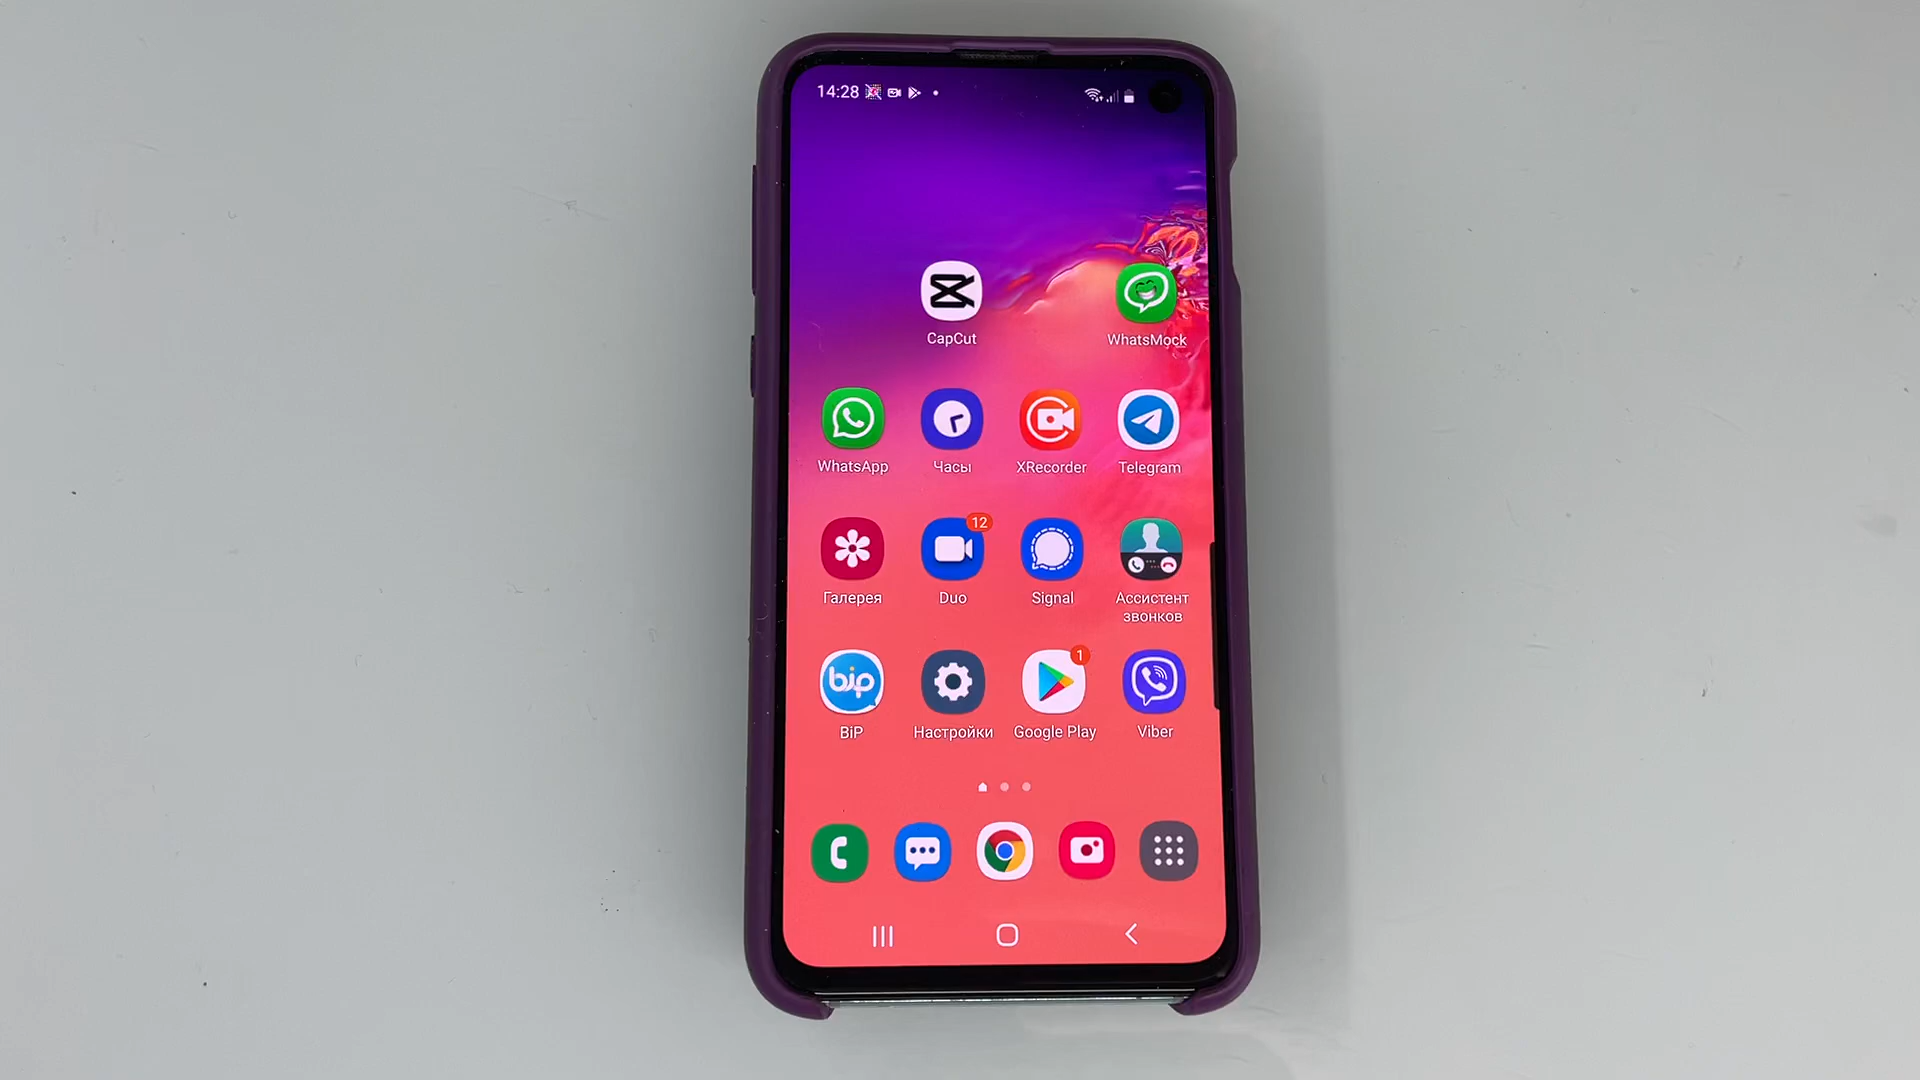 14:28
CapCut
WhatsMock
WhatsApp
Часы
XRecorder
Telegram
12
Галерея
Duo
Signal
Ассистент
звонков
bip
1
BiP
Настройки
Google Play
Viber